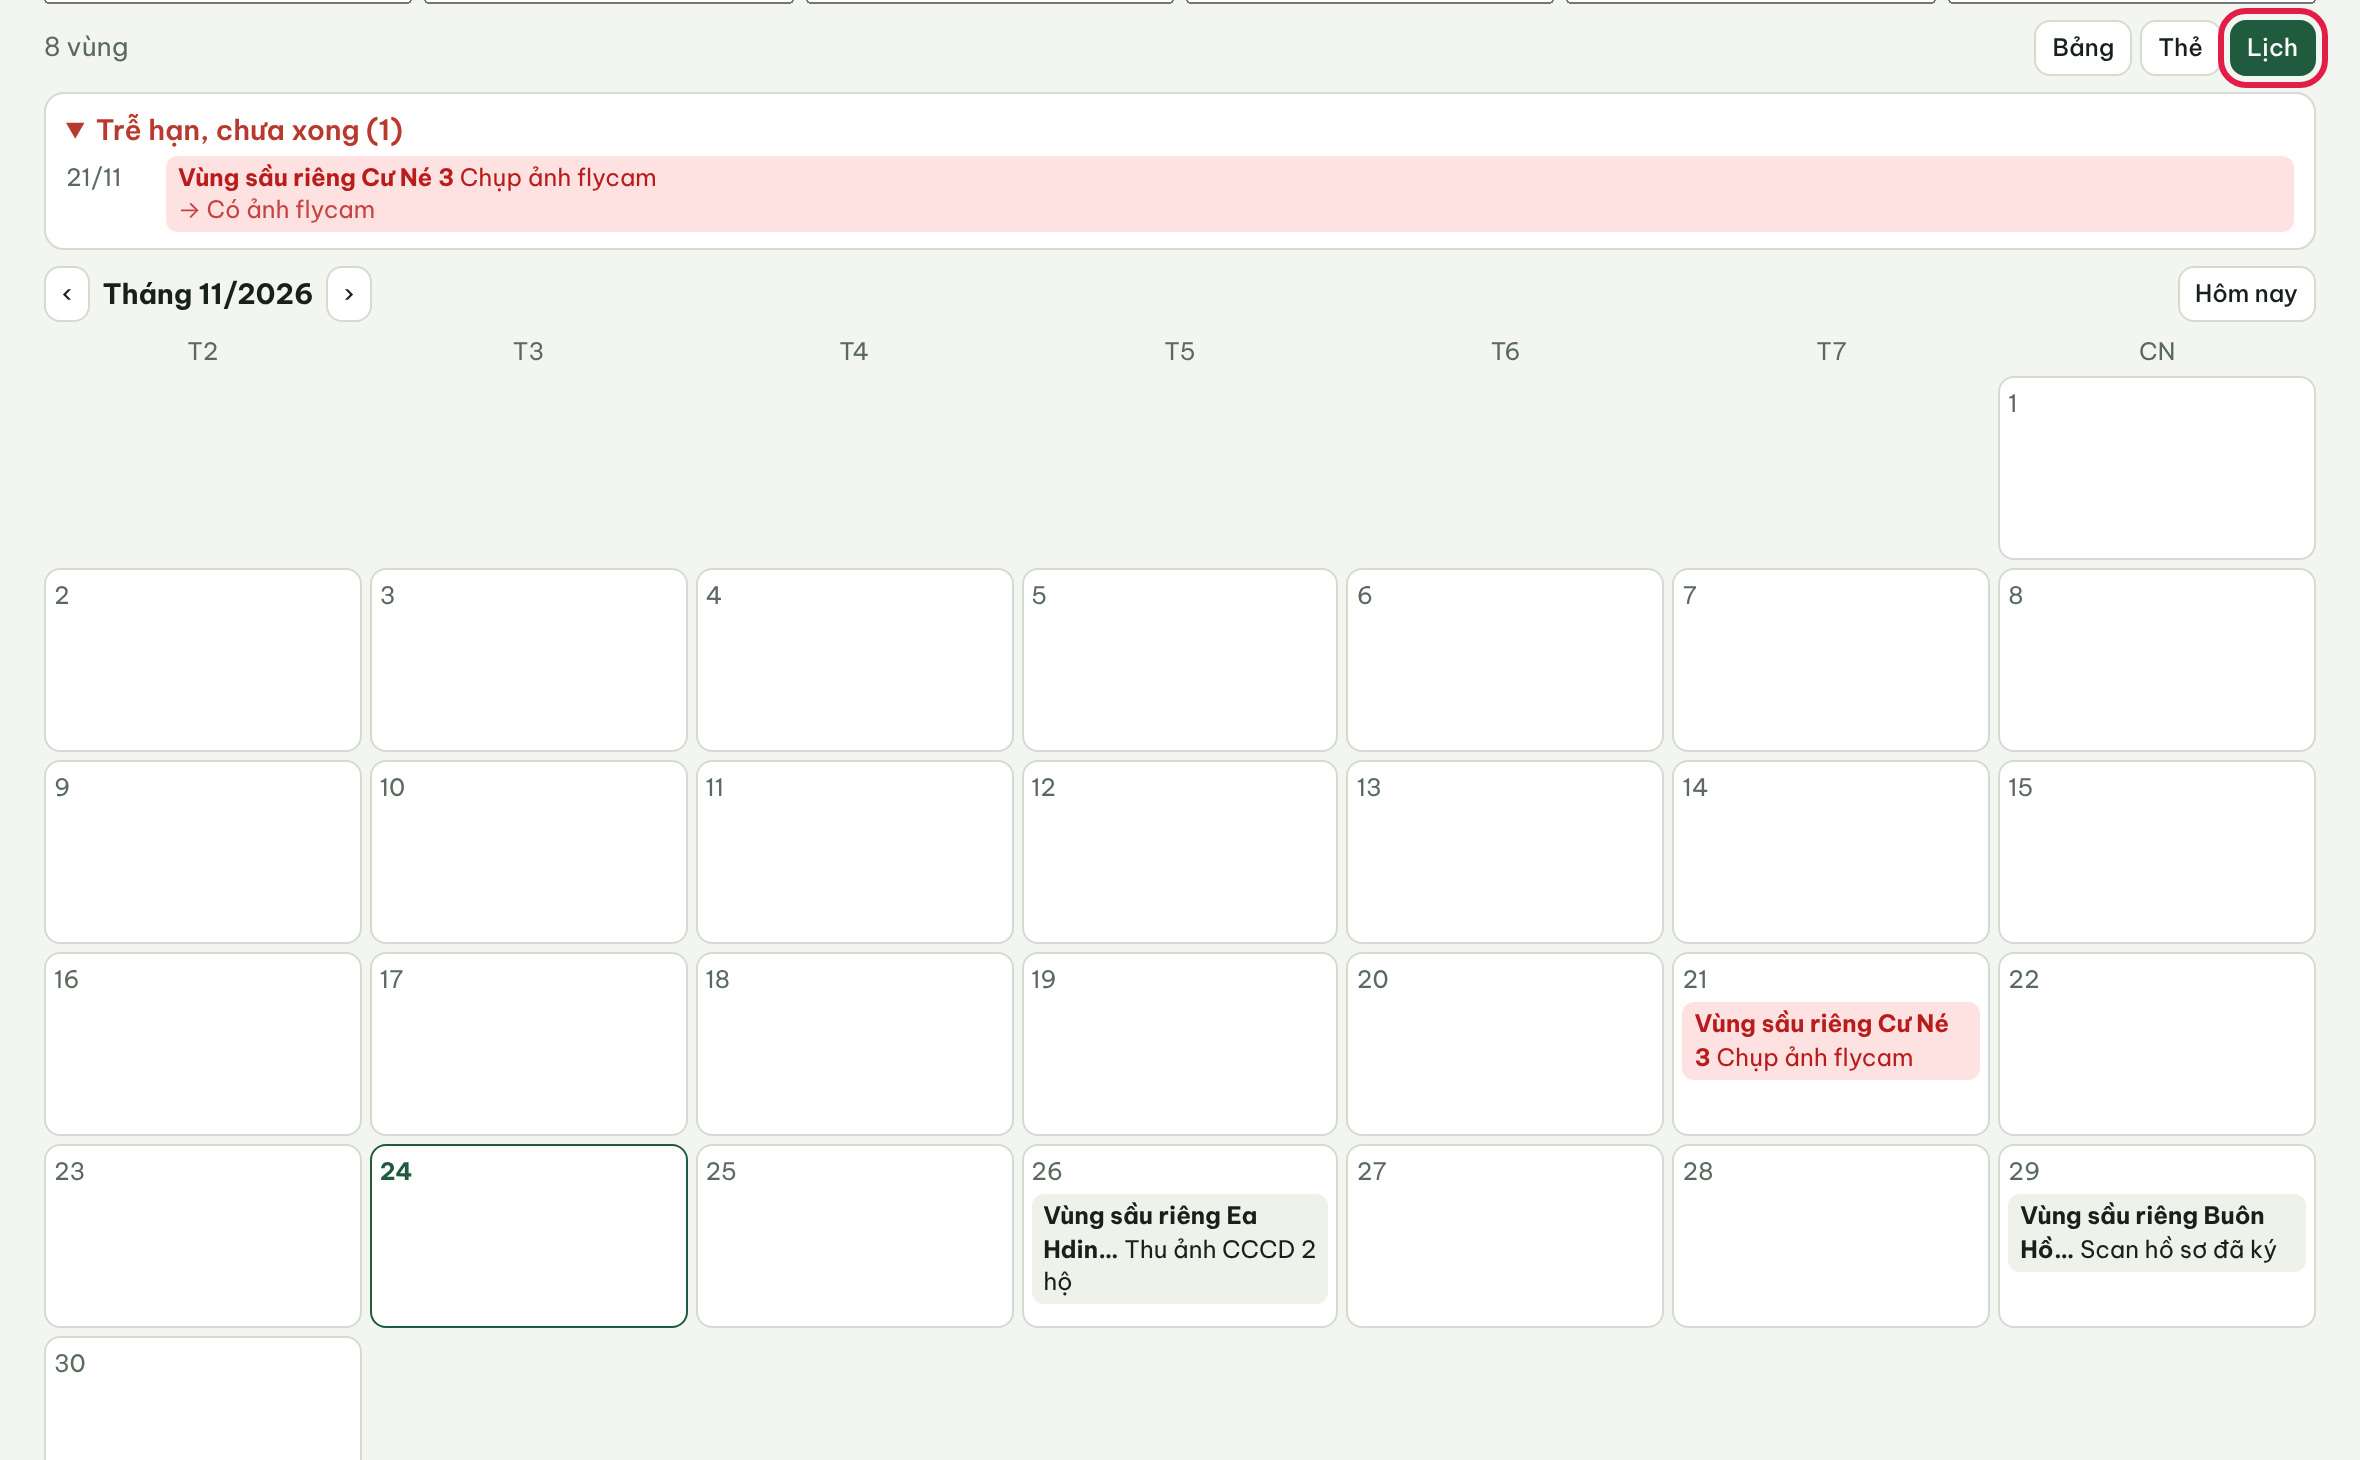 8 vùng
Bảng
Thẻ
Lịch
▼ Trễ hạn, chưa xong (1)
21/11
Vùng sầu riêng Cư Né 3 Chụp ảnh flycam
→ Có ảnh flycam
‹
Tháng 11/2026
›
Hôm nay
T2
T3
T4
T5
T6
T7
CN
1
2
3
4
5
6
7
8
9
10
11
12
13
14
15
16
17
18
19
20
21
Vùng sầu riêng Cư Né
3 Chụp ảnh flycam
22
23
24
25
26
Vùng sầu riêng Ea
Hdin... Thu ảnh CCCD 2
hộ
27
28
29
Vùng sầu riêng Buôn
Hồ... Scan hồ sơ đã ký
30